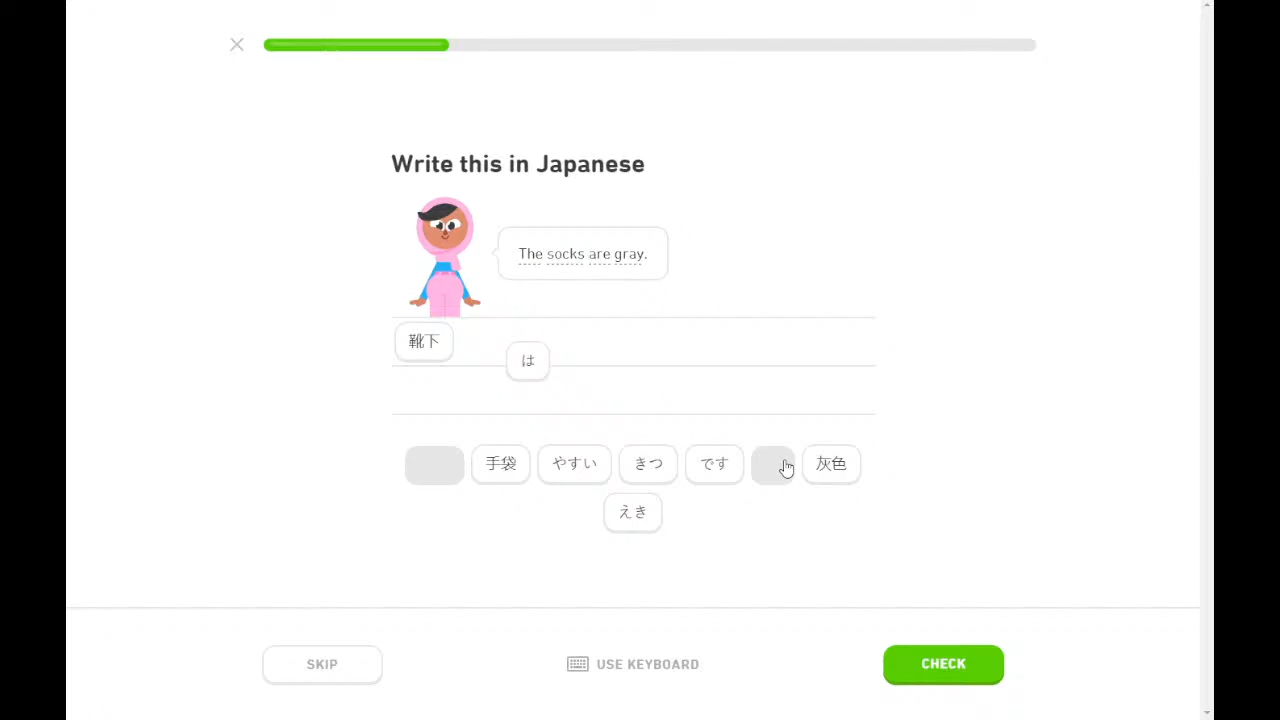 Write this in Japanese
The socks are gray.
靴下
は
手袋 やすい きつ です 灰色
えき
SKIP USE KEYBOARD CHECK